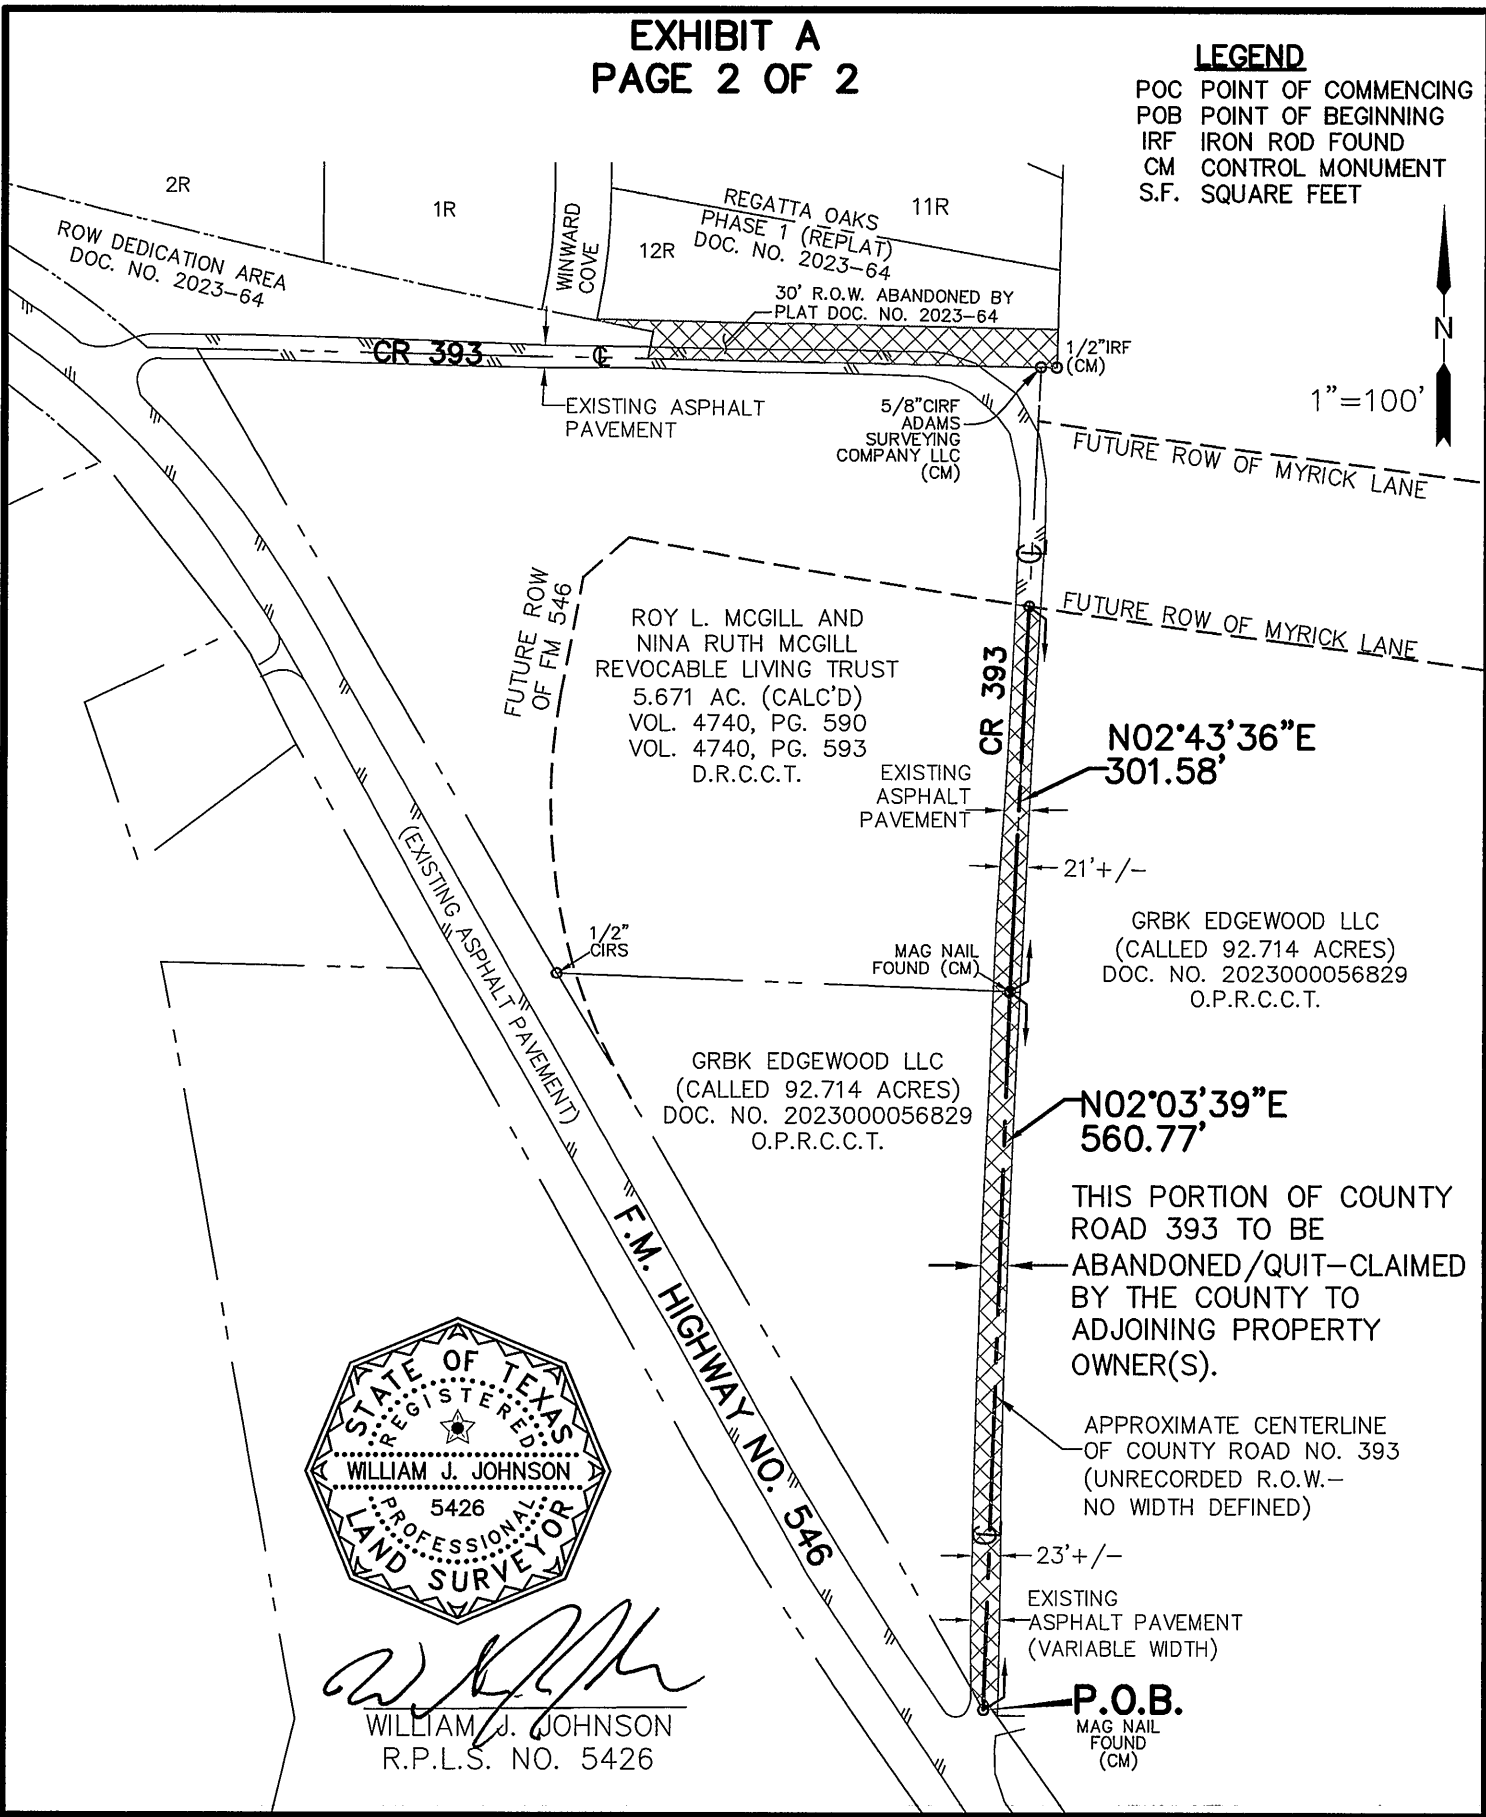 EXHIBIT A
PAGE 2 OF 2
LEGEND
POC POINT OF COMMENCING
POB POINT OF BEGINNING
IRF IRON ROD FOUND
CM CONTROL MONUMENT
S.F. SQUARE FEET
2R
1R
WINWARD
COVE
REGATTA OAKS
PHASE 1 (REPLAT)
DOC. NO. 2023-64
11R
12R
ROW DEDICATION AREA
DOC. NO. 2023-64
30' R.O.W. ABANDONED BY
PLAT DOC. NO. 2023-64
N
1"=100'
CR 393
℄
1/2"IRF
(CM)
EXISTING ASPHALT
PAVEMENT
5/8"CIRF
ADAMS
SURVEYING
COMPANY LLC
(CM)
FUTURE ROW OF MYRICK LANE
℄
FUTURE ROW
OF FM 546
ROY L. MCGILL AND
NINA RUTH MCGILL
REVOCABLE LIVING TRUST
5.671 AC. (CALC'D)
VOL. 4740, PG. 590
VOL. 4740, PG. 593
D.R.C.C.T.
FUTURE ROW OF MYRICK LANE
CR 393
N02°43'36"E
301.58'
EXISTING
ASPHALT
PAVEMENT
21'+/-
(EXISTING ASPHALT PAVEMENT)
1/2"
CIRS
MAG NAIL
FOUND (CM)
GRBK EDGEWOOD LLC
(CALLED 92.714 ACRES)
DOC. NO. 2023000056829
O.P.R.C.C.T.
GRBK EDGEWOOD LLC
(CALLED 92.714 ACRES)
DOC. NO. 2023000056829
O.P.R.C.C.T.
N02°03'39"E
560.77'
THIS PORTION OF COUNTY
ROAD 393 TO BE
ABANDONED/QUIT-CLAIMED
BY THE COUNTY TO
ADJOINING PROPERTY
OWNER(S).
F.M. HIGHWAY NO. 546
APPROXIMATE CENTERLINE
OF COUNTY ROAD NO. 393
(UNRECORDED R.O.W.-
NO WIDTH DEFINED)
℄
23'+/-
EXISTING
ASPHALT PAVEMENT
(VARIABLE WIDTH)
P.O.B.
MAG NAIL
FOUND
(CM)
STATE OF TEXAS
REGISTERED
WILLIAM J. JOHNSON
5426
PROFESSIONAL
LAND SURVEYOR
WILLIAM J. JOHNSON
R.P.L.S. NO. 5426